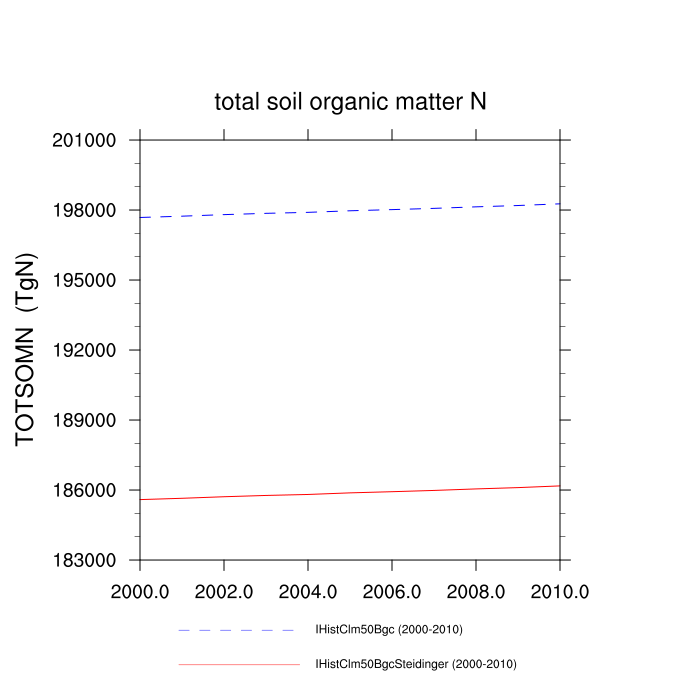 total soil organic matter N
TOTSOMN (TgN)
201000
198000
195000
192000
189000
186000
183000
2000.0 2002.0 2004.0 2006.0 2008.0 2010.0
IHistClm50Bgc (2000-2010)
IHistClm50BgcSteidinger (2000-2010)